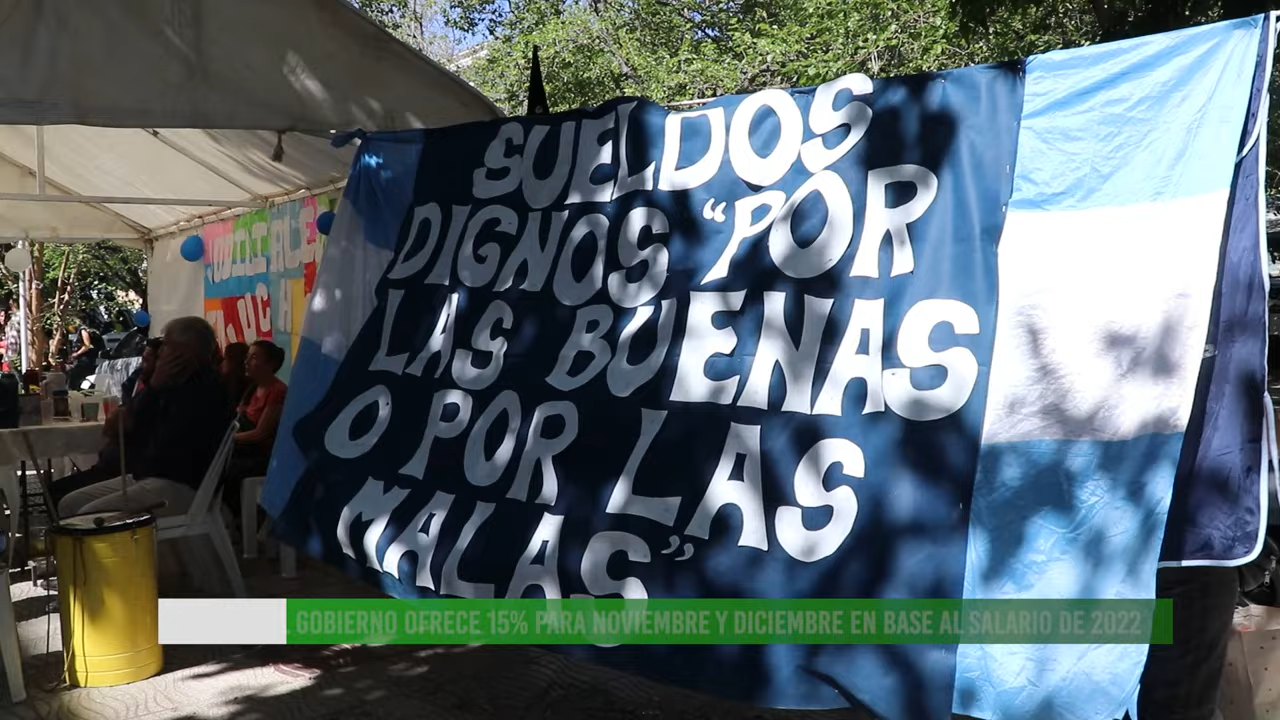 SUELDOS
DIGNOS “POR
LAS BUENAS
O POR LAS
MALAS”
GOBIERNO OFRECE 15% PARA NOVIEMBRE Y DICIEMBRE EN BASE AL SALARIO DE 2022